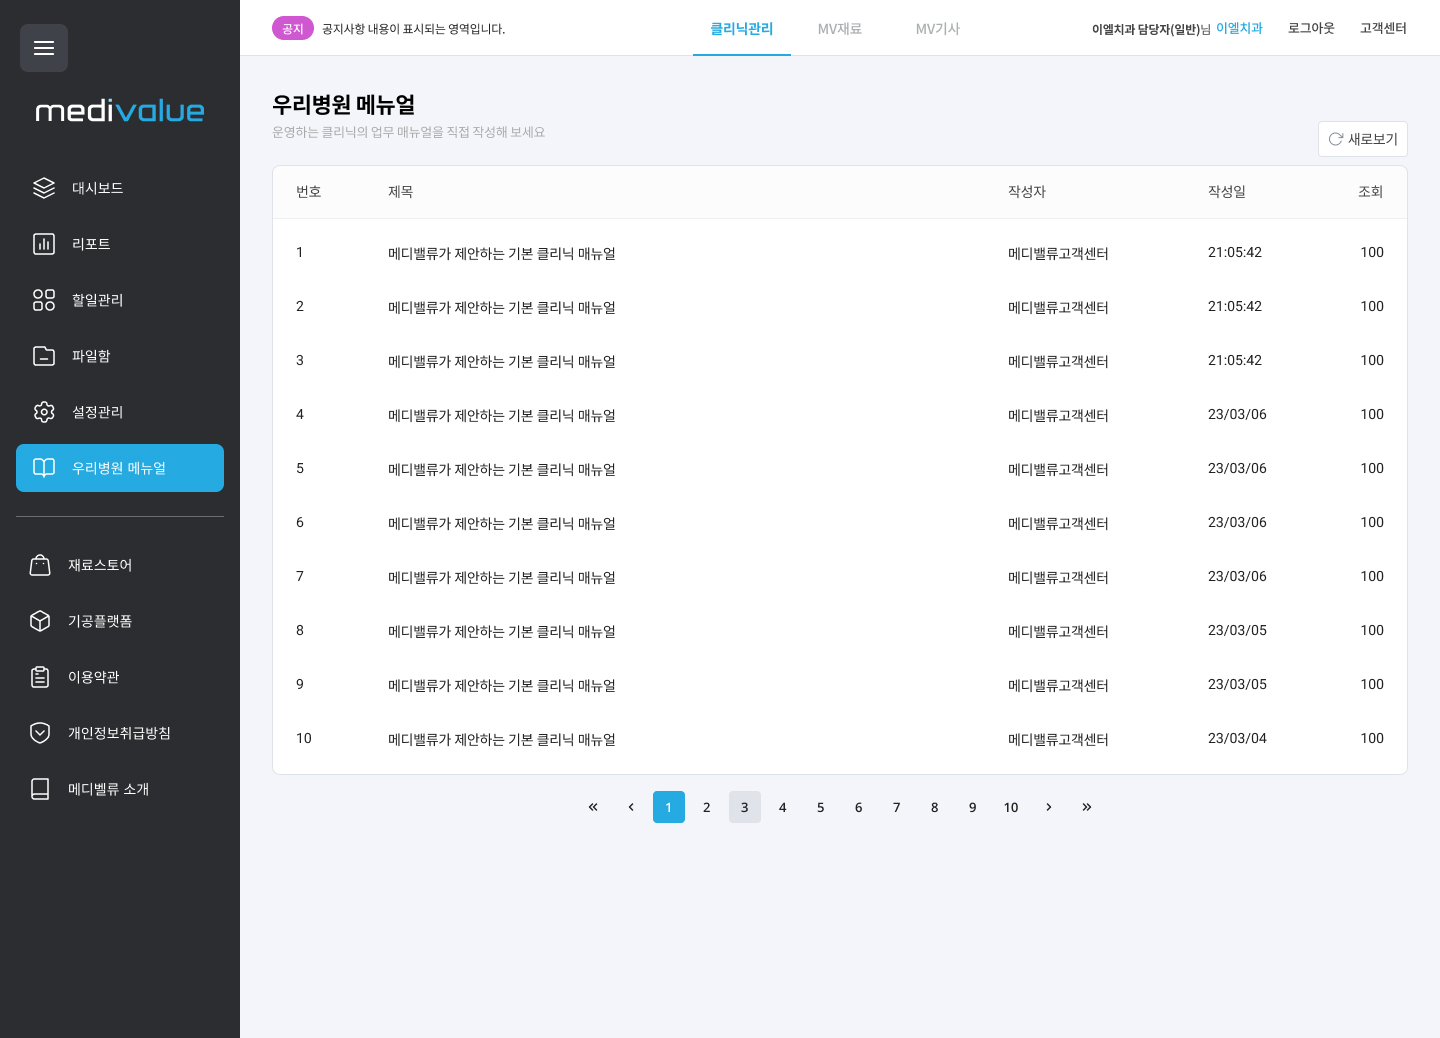 공지 공지사항 내용이 표시되는 영역입니다. 클리닉관리 MV재료 MV기사 이엘치과 담당자(일반)님 이엘치과 로그아웃 고객센터
medivalue
대시보드
리포트
할일관리
파일함
설정관리
우리병원 메뉴얼
재료스토어
기공플랫폼
이용약관
개인정보취급방침
메디벨류 소개
우리병원 메뉴얼
운영하는 클리닉의 업무 매뉴얼을 직접 작성해 보세요
새로보기
번호 제목 작성자 작성일 조회
1 메디밸류가 제안하는 기본 클리닉 매뉴얼 메디밸류고객센터 21:05:42 100
2 메디밸류가 제안하는 기본 클리닉 매뉴얼 메디밸류고객센터 21:05:42 100
3 메디밸류가 제안하는 기본 클리닉 매뉴얼 메디밸류고객센터 21:05:42 100
4 메디밸류가 제안하는 기본 클리닉 매뉴얼 메디밸류고객센터 23/03/06 100
5 메디밸류가 제안하는 기본 클리닉 매뉴얼 메디밸류고객센터 23/03/06 100
6 메디밸류가 제안하는 기본 클리닉 매뉴얼 메디밸류고객센터 23/03/06 100
7 메디밸류가 제안하는 기본 클리닉 매뉴얼 메디밸류고객센터 23/03/06 100
8 메디밸류가 제안하는 기본 클리닉 매뉴얼 메디밸류고객센터 23/03/05 100
9 메디밸류가 제안하는 기본 클리닉 매뉴얼 메디밸류고객센터 23/03/05 100
10 메디밸류가 제안하는 기본 클리닉 매뉴얼 메디밸류고객센터 23/03/04 100
« ‹ 1 2 3 4 5 6 7 8 9 10 › »